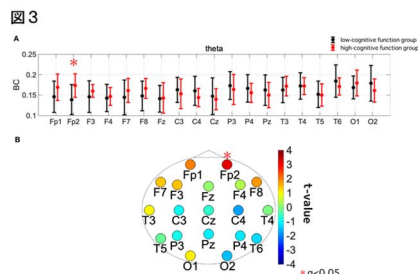 図3
A
low-cognitive function group
high-cognitive function group
theta
*
BC
0.25
0.2
0.15
0.1
Fp1 Fp2 F3 F4 F7 F8 Fz C3 C4 Cz P3 P4 Pz T3 T4 T5 T6 O1 O2
B
*
Fp1 Fp2
F7 F3 Fz F4 F8
T3 C3 Cz C4 T4
T5 P3 Pz P4 T6
O1 O2
4
3
2
1
0
-1
-2
-3
-4
t-value
* q<0.05